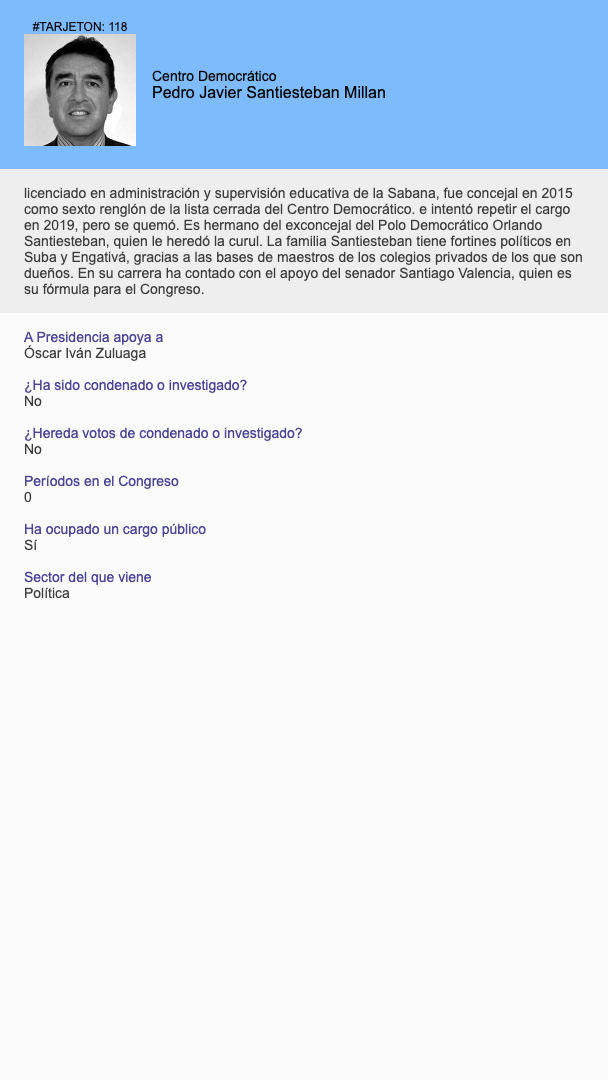 #TARJETON: 118
Centro Democrático
Pedro Javier Santiesteban Millan
licenciado en administración y supervisión educativa de la Sabana, fue concejal en 2015
como sexto renglón de la lista cerrada del Centro Democrático. e intentó repetir el cargo
en 2019, pero se quemó. Es hermano del exconcejal del Polo Democrático Orlando
Santiesteban, quien le heredó la curul. La familia Santiesteban tiene fortines políticos en
Suba y Engativá, gracias a las bases de maestros de los colegios privados de los que son
dueños. En su carrera ha contado con el apoyo del senador Santiago Valencia, quien es
su fórmula para el Congreso.
A Presidencia apoya a
Óscar Iván Zuluaga
¿Ha sido condenado o investigado?
No
¿Hereda votos de condenado o investigado?
No
Períodos en el Congreso
0
Ha ocupado un cargo público
Sí
Sector del que viene
Política